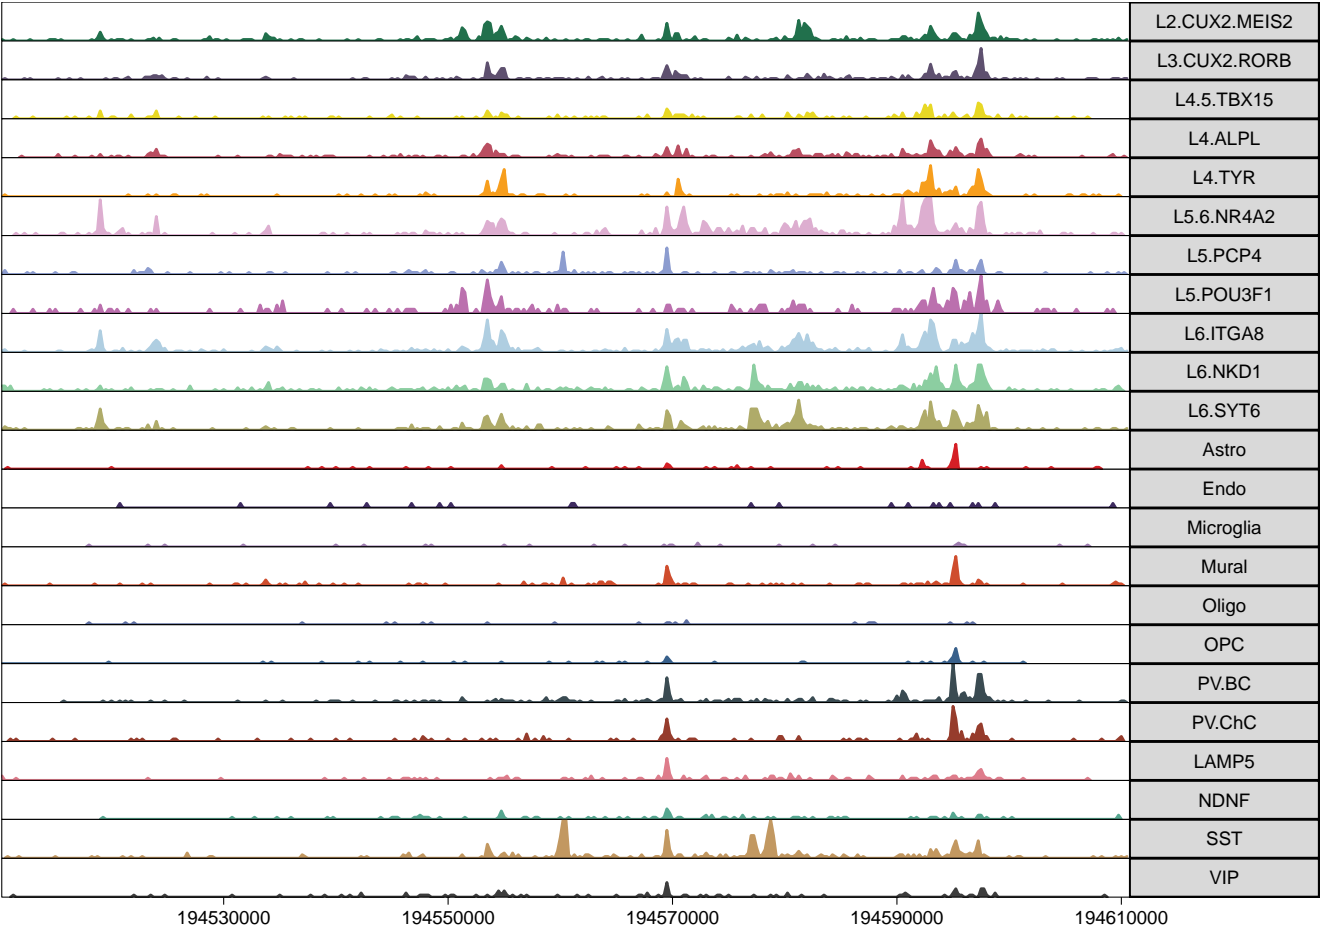 L2.CUX2.MEIS2
L3.CUX2.RORB
L4.5.TBX15
L4.ALPL
L4.TYR
L5.6.NR4A2
L5.PCP4
L5.POU3F1
L6.ITGA8
L6.NKD1
L6.SYT6
Astro
Endo
Microglia
Mural
Oligo
OPC
PV.BC
PV.ChC
LAMP5
NDNF
SST
VIP
194530000 194550000 194570000 194590000 194610000